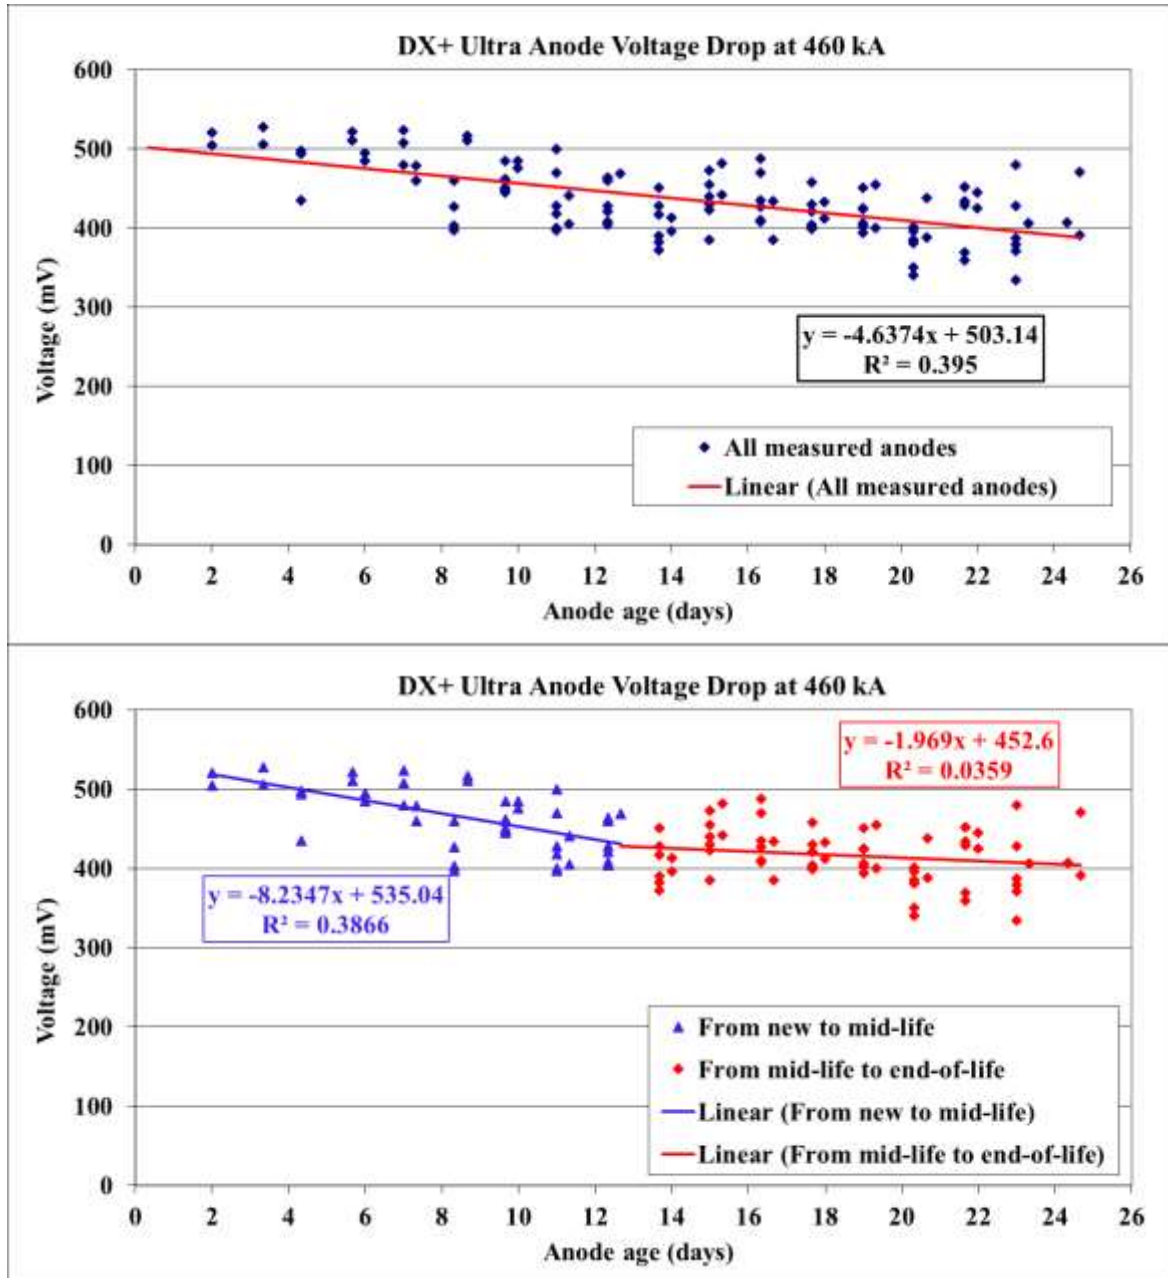 DX+ Ultra Anode Voltage Drop at 460 kA
600
500
400
300
200
100
0
Voltage (mV)
y = -4.6374x + 503.14
R² = 0.395
All measured anodes
Linear (All measured anodes)
0 2 4 6 8 10 12 14 16 18 20 22 24 26
Anode age (days)
DX+ Ultra Anode Voltage Drop at 460 kA
600
500
400
300
200
100
0
Voltage (mV)
y = -1.969x + 452.6
R² = 0.0359
y = -8.2347x + 535.04
R² = 0.3866
From new to mid-life
From mid-life to end-of-life
Linear (From new to mid-life)
Linear (From mid-life to end-of-life)
0 2 4 6 8 10 12 14 16 18 20 22 24 26
Anode age (days)